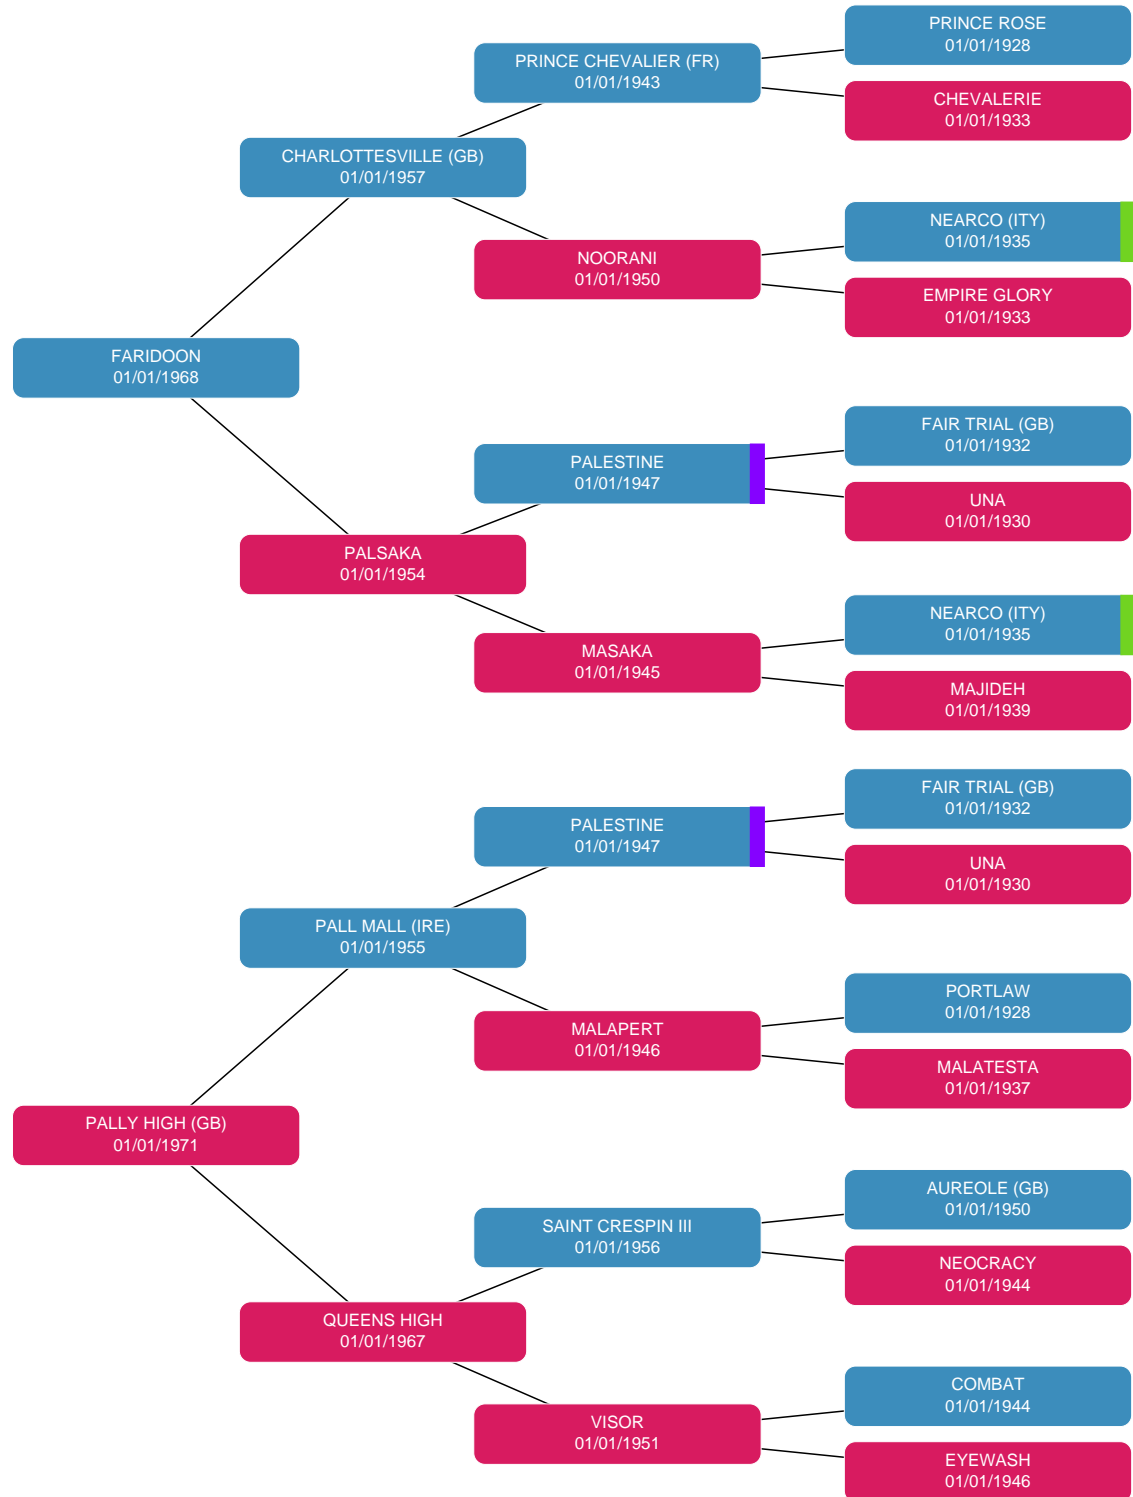 PRINCE ROSE
01/01/1928
PRINCE CHEVALIER (FR)
01/01/1943
CHEVALERIE
01/01/1933
CHARLOTTESVILLE (GB)
01/01/1957
NEARCO (ITY)
01/01/1935
NOORANI
01/01/1950
EMPIRE GLORY
01/01/1933
FARIDOON
01/01/1968
FAIR TRIAL (GB)
01/01/1932
PALESTINE
01/01/1947
UNA
01/01/1930
PALSAKA
01/01/1954
NEARCO (ITY)
01/01/1935
MASAKA
01/01/1945
MAJIDEH
01/01/1939
FAIR TRIAL (GB)
01/01/1932
PALESTINE
01/01/1947
UNA
01/01/1930
PALL MALL (IRE)
01/01/1955
PORTLAW
01/01/1928
MALAPERT
01/01/1946
MALATESTA
01/01/1937
PALLY HIGH (GB)
01/01/1971
AUREOLE (GB)
01/01/1950
SAINT CRESPIN III
01/01/1956
NEOCRACY
01/01/1944
QUEENS HIGH
01/01/1967
COMBAT
01/01/1944
VISOR
01/01/1951
EYEWASH
01/01/1946